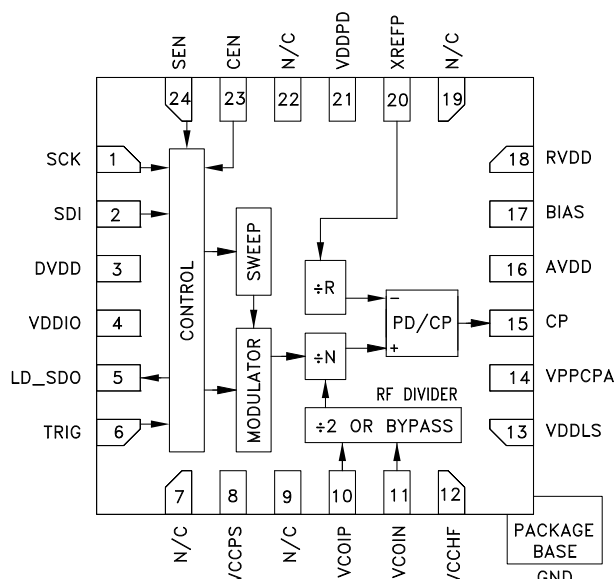 SEN
CEN
N/C
VDDPD
XREFP
N/C
24
23
22
21
20
19
SCK
1
18
RVDD
SDI
2
17
BIAS
DVDD
3
16
AVDD
VDDIO
4
15
CP
LD_SDO
5
14
VPPCPA
TRIG
6
13
VDDLS
CONTROL
SWEEP
MODULATOR
÷R
÷N
−
PD/CP
+
RF DIVIDER
÷2 OR BYPASS
7
8
9
10
11
12
N/C
VCCPS
N/C
VCOIP
VCOIN
VCCHF
PACKAGE
BASE
GND